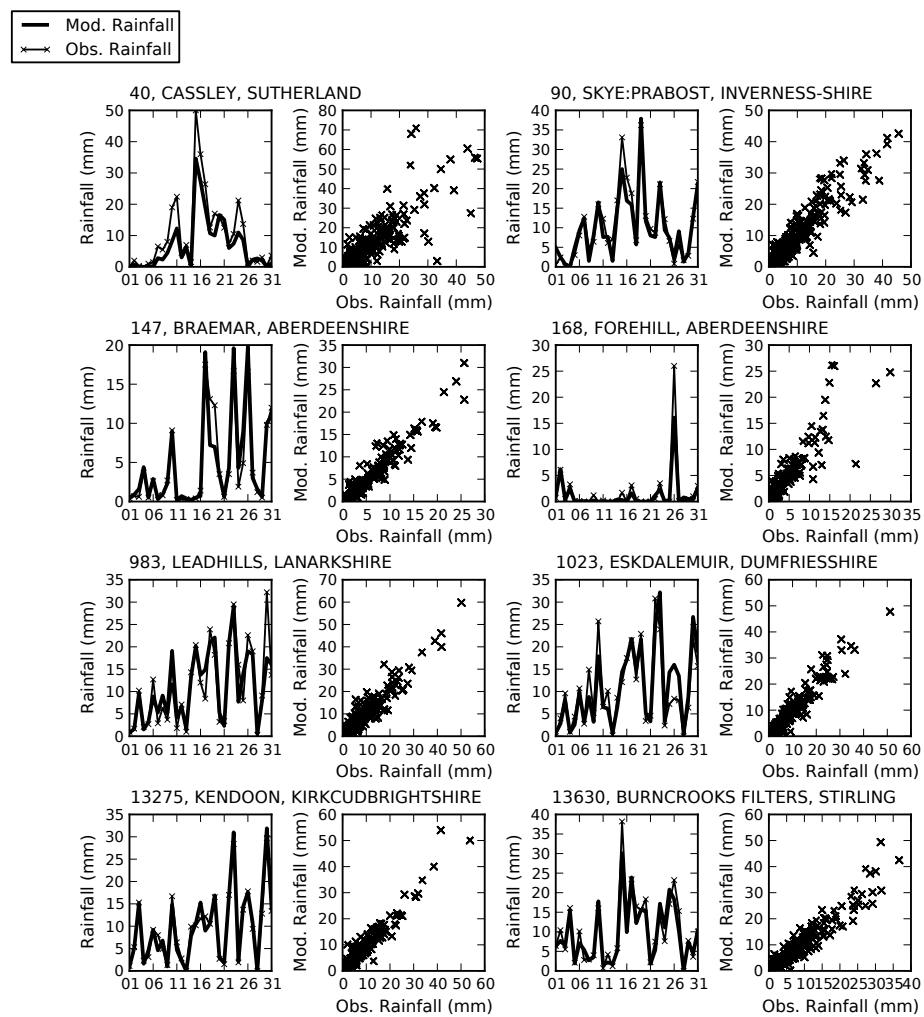 Mod. Rainfall
Obs. Rainfall
40, CASSLEY, SUTHERLAND
Rainfall (mm)
50
40
30
20
10
0
01 06 11 16 21 26 31
Mod. Rainfall (mm)
80
70
60
50
40
30
20
10
0
0 10 20 30 40 50
Obs. Rainfall (mm)
90, SKYE:PRABOST, INVERNESS-SHIRE
Rainfall (mm)
40
35
30
25
20
15
10
5
0
01 06 11 16 21 26 31
Mod. Rainfall (mm)
50
40
30
20
10
0
0 10 20 30 40 50
Obs. Rainfall (mm)
147, BRAEMAR, ABERDEENSHIRE
Rainfall (mm)
20
15
10
5
0
01 06 11 16 21 26 31
Mod. Rainfall (mm)
35
30
25
20
15
10
5
0
0 5 10 15 20 25 30
Obs. Rainfall (mm)
168, FOREHILL, ABERDEENSHIRE
Rainfall (mm)
30
25
20
15
10
5
0
01 06 11 16 21 26 31
Mod. Rainfall (mm)
30
25
20
15
10
5
0
0 5 10 15 20 25 30 35
Obs. Rainfall (mm)
983, LEADHILLS, LANARKSHIRE
Rainfall (mm)
35
30
25
20
15
10
5
0
01 06 11 16 21 26 31
Mod. Rainfall (mm)
70
60
50
40
30
20
10
0
0 10 20 30 40 50 60
Obs. Rainfall (mm)
1023, ESKDALEMUIR, DUMFRIESSHIRE
Rainfall (mm)
35
30
25
20
15
10
5
0
01 06 11 16 21 26 31
Mod. Rainfall (mm)
60
50
40
30
20
10
0
0 10 20 30 40 50 60
Obs. Rainfall (mm)
13275, KENDOON, KIRKCUDBRIGHTSHIRE
Rainfall (mm)
35
30
25
20
15
10
5
0
01 06 11 16 21 26 31
Mod. Rainfall (mm)
60
50
40
30
20
10
0
0 10 20 30 40 50 60
Obs. Rainfall (mm)
13630, BURNCROOKS FILTERS, STIRLING
Rainfall (mm)
40
35
30
25
20
15
10
5
0
01 06 11 16 21 26 31
Mod. Rainfall (mm)
60
50
40
30
20
10
0
0 5 10 15 20 25 30 35 40
Obs. Rainfall (mm)